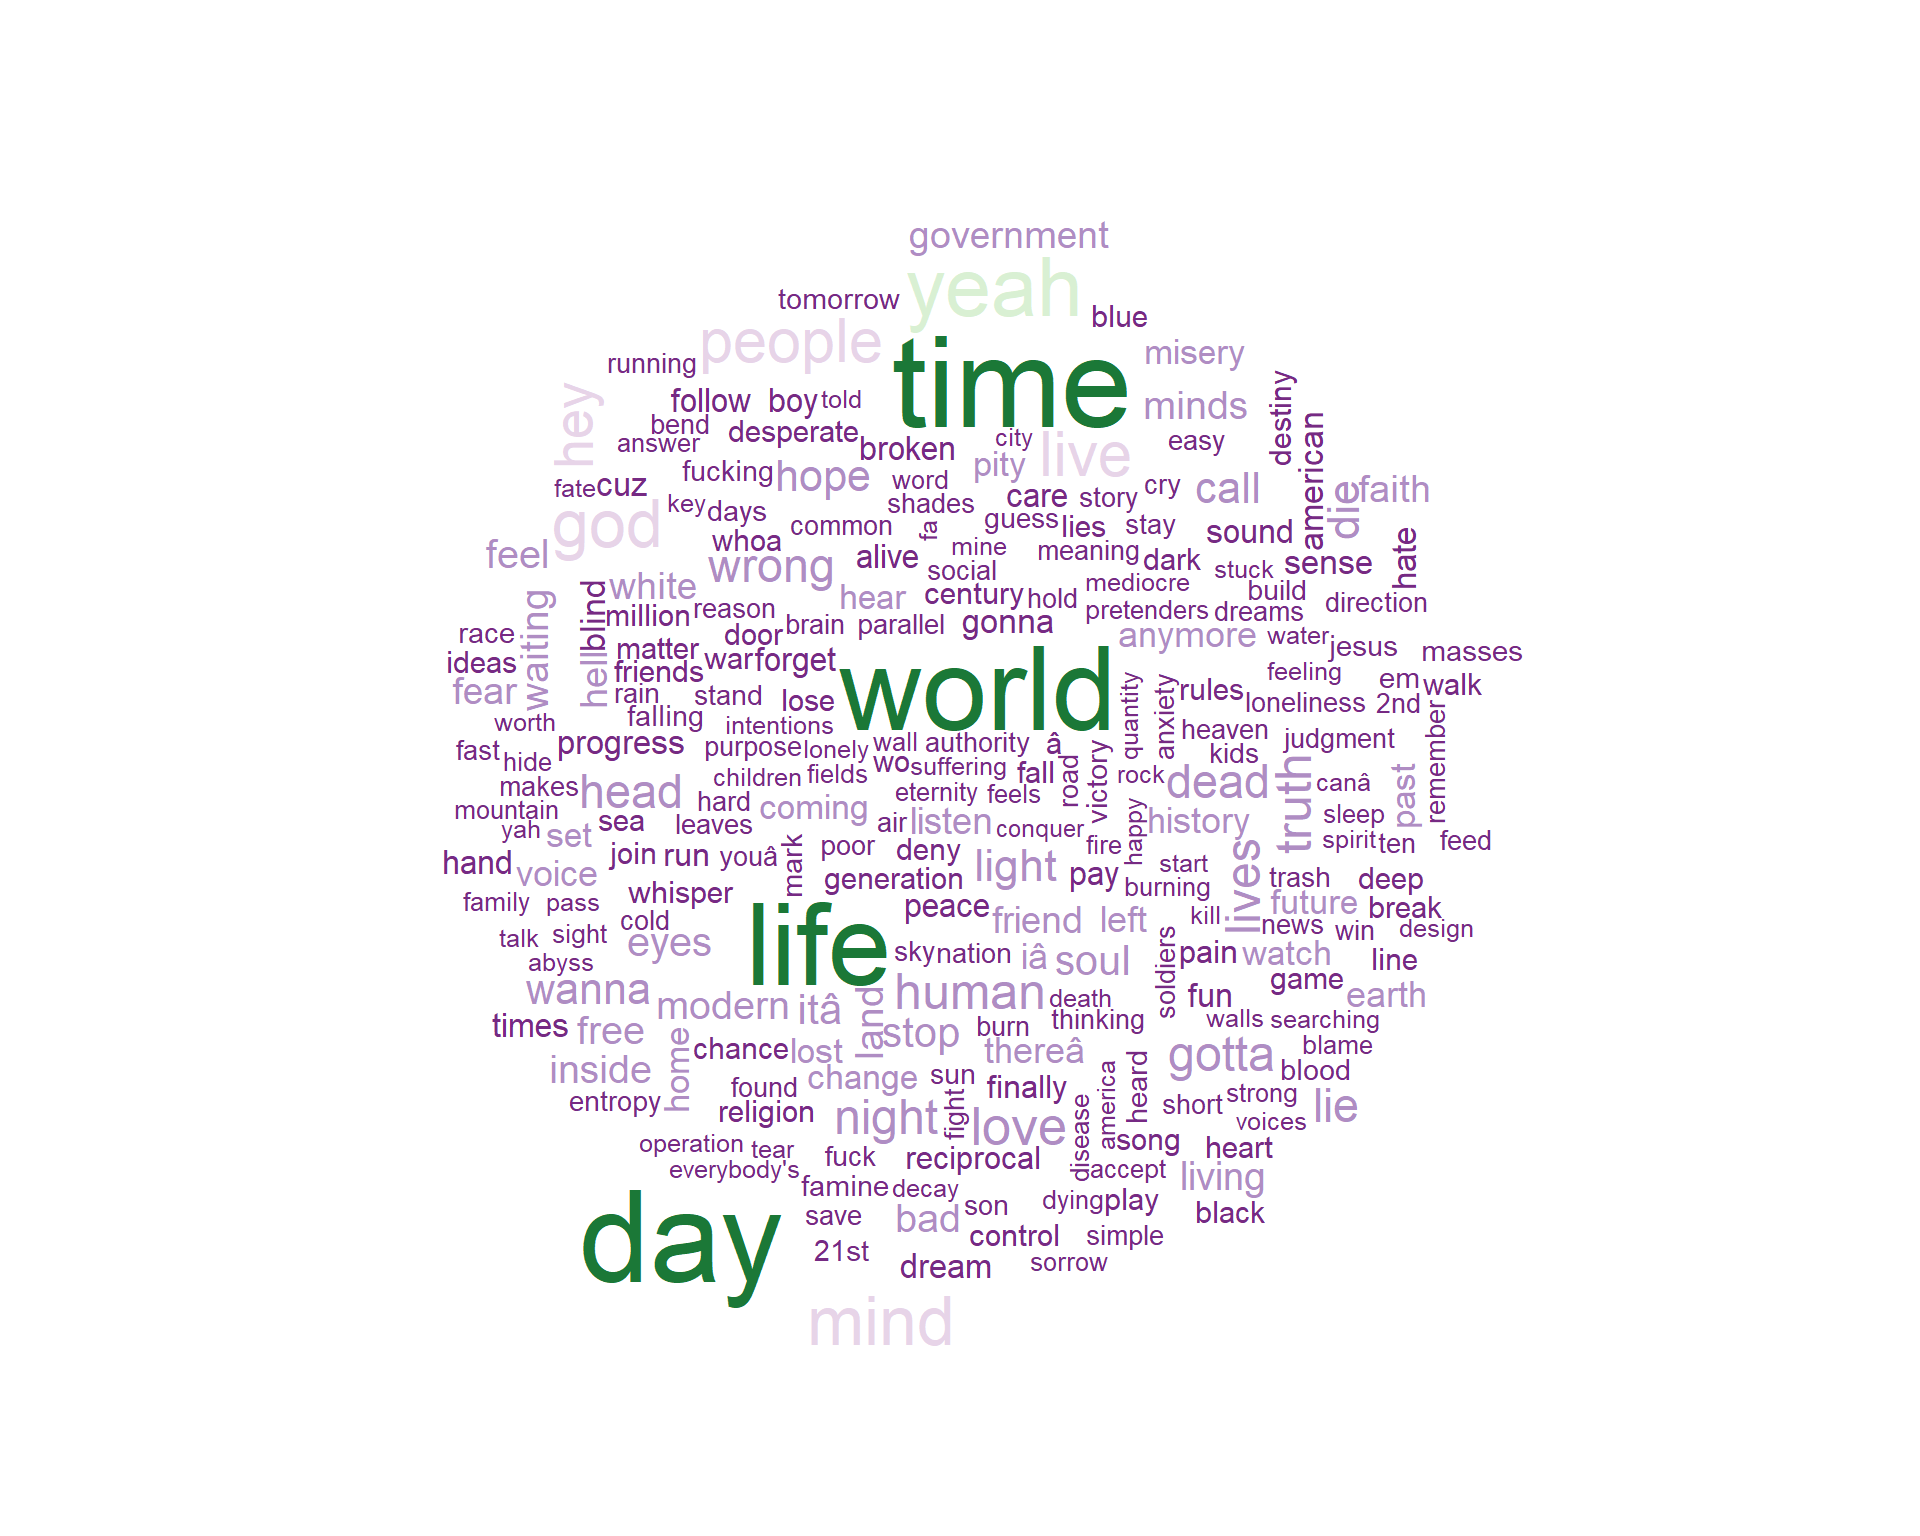 government
yeah
tomorrow
blue
people
time
misery
running
hey
follow boy told
minds
destiny
bend
answer
desperate
broken
city
live
easy
american
fucking
hope
word
pity
fate
cuz
key
days
shades
care
story
cry
call
die
faith
god
common
fa
guess
lies
stay
sound
feel
whoa
wrong
alive
mine
meaning
dark
stuck
sense
hate
white
social
mediocre
build
waiting
blind
million
reason
hear
century
hold
pretenders
dreams
direction
race
door
brain
parallel
gonna
anymore
water
jesus
masses
ideas
hell
matter
friends
war
forget
world
feeling
em
walk
fear
rain
stand
lose
quantity
anxiety
rules
loneliness
2nd
worth
falling
intentions
heaven
remember
fast
hide
progress
purpose
lonely
wall
authority
â
kids
judgment
makes
head
children
fields
wo
suffering
fall
road
victory
rock
dead
truth
canâ
past
mountain
hard
coming
eternity
feels
yah
set
sea
leaves
air
listen
conquer
happy
history
sleep
spirit
ten
feed
hand
join
run
youâ
mark
poor
deny
fire
start
voice
generation
light
pay
burning
lives
trash
deep
family
pass
whisper
peace
friend
left
kill
future
break
cold
life
news
win
design
talk
sight
eyes
sky
nation
iâ
soul
soldiers
pain
watch
line
abyss
wanna
modern
itâ
land
human
death
fun
game
earth
times
free
home
stop
burn
thinking
walls
searching
chance
lost
thereâ
gotta
blame
inside
change
sun
finally
america
heard
blood
entropy
found
religion
night
fight
love
disease
short
strong
lie
voices
operation
tear
song
heart
everybody's
fuck
reciprocal
accept
living
famine
decay
day
save
bad
son
dying
play
black
21st
control
simple
dream
sorrow
mind